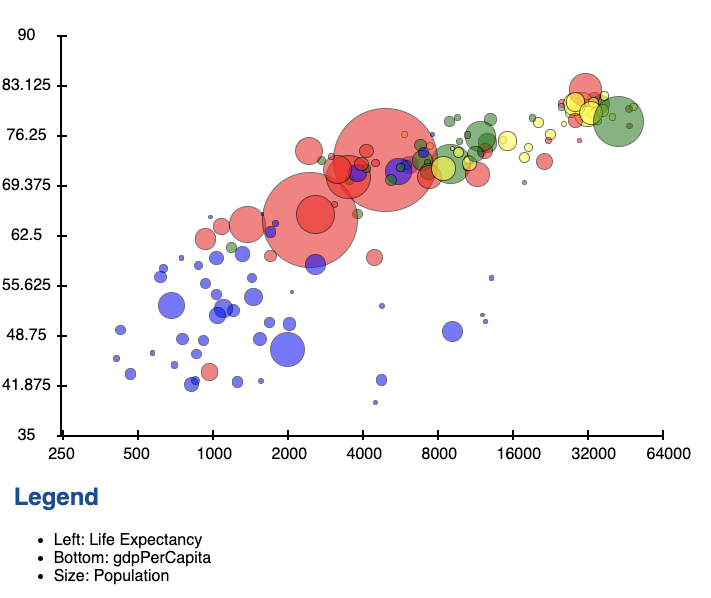 90
83.125
76.25
69.375
62.5
55.625
48.75
41.875
35
250 500 1000 2000 4000 8000 16000 32000 64000
Legend
Left: Life Expectancy
Bottom: gdpPerCapita
Size: Population